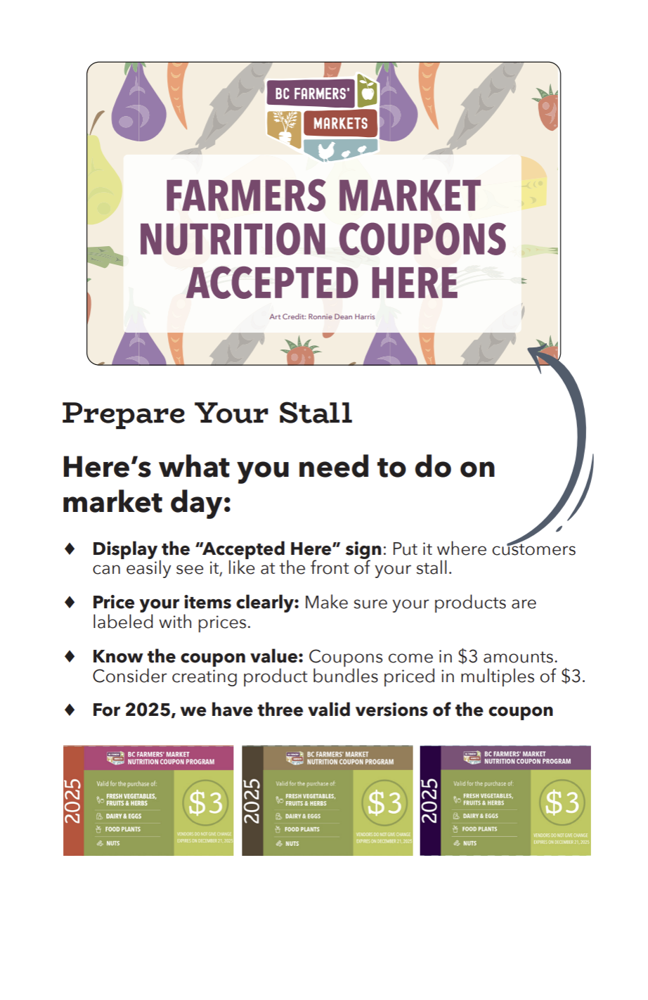 BC FARMERS'
MARKETS
FARMERS MARKET
NUTRITION COUPONS
ACCEPTED HERE
Art Credit: Ronnie Dean Harris
Prepare Your Stall
Here's what you need to do on
market day:
♦ Display the “Accepted Here” sign: Put it where customers
can easily see it, like at the front of your stall.
♦ Price your items clearly: Make sure your products are
labeled with prices.
♦ Know the coupon value: Coupons come in $3 amounts.
Consider creating product bundles priced in multiples of $3.
♦ For 2025, we have three valid versions of the coupon
2025
BC FARMERS' MARKET
NUTRITION COUPON PROGRAM
Valid for the purchase of:
FRESH VEGETABLES,
FRUITS & HERBS
DAIRY & EGGS
FOOD PLANTS
NUTS
$3
VENDORS DO NOT GIVE CHANGE
EXPIRES ON DECEMBER 21, 2025
2025
BC FARMERS' MARKET
NUTRITION COUPON PROGRAM
Valid for the purchase of:
FRESH VEGETABLES,
FRUITS & HERBS
DAIRY & EGGS
FOOD PLANTS
NUTS
$3
VENDORS DO NOT GIVE CHANGE
EXPIRES ON DECEMBER 21, 2025
2025
BC FARMERS' MARKET
NUTRITION COUPON PROGRAM
Valid for the purchase of:
FRESH VEGETABLES,
FRUITS & HERBS
DAIRY & EGGS
FOOD PLANTS
NUTS
$3
VENDORS DO NOT GIVE CHANGE
EXPIRES ON DECEMBER 21, 2025